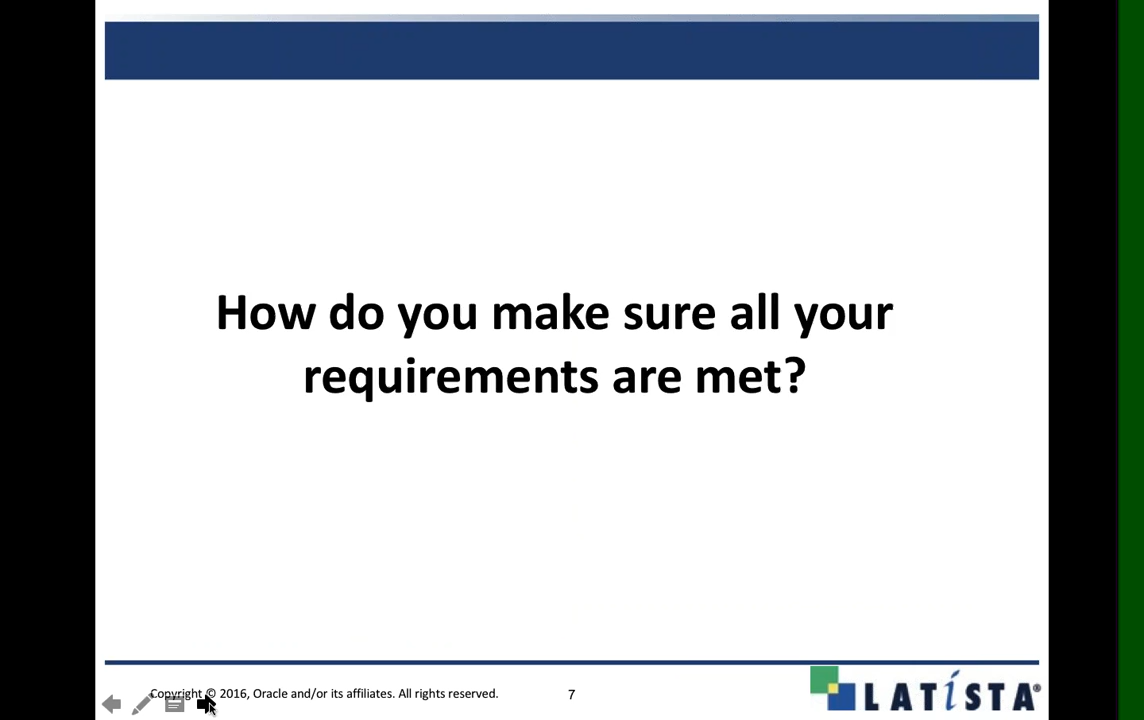 How do you make sure all your
requirements are met?
Copyright © 2016, Oracle and/or its affiliates. All rights reserved.
7
LATíSTA®